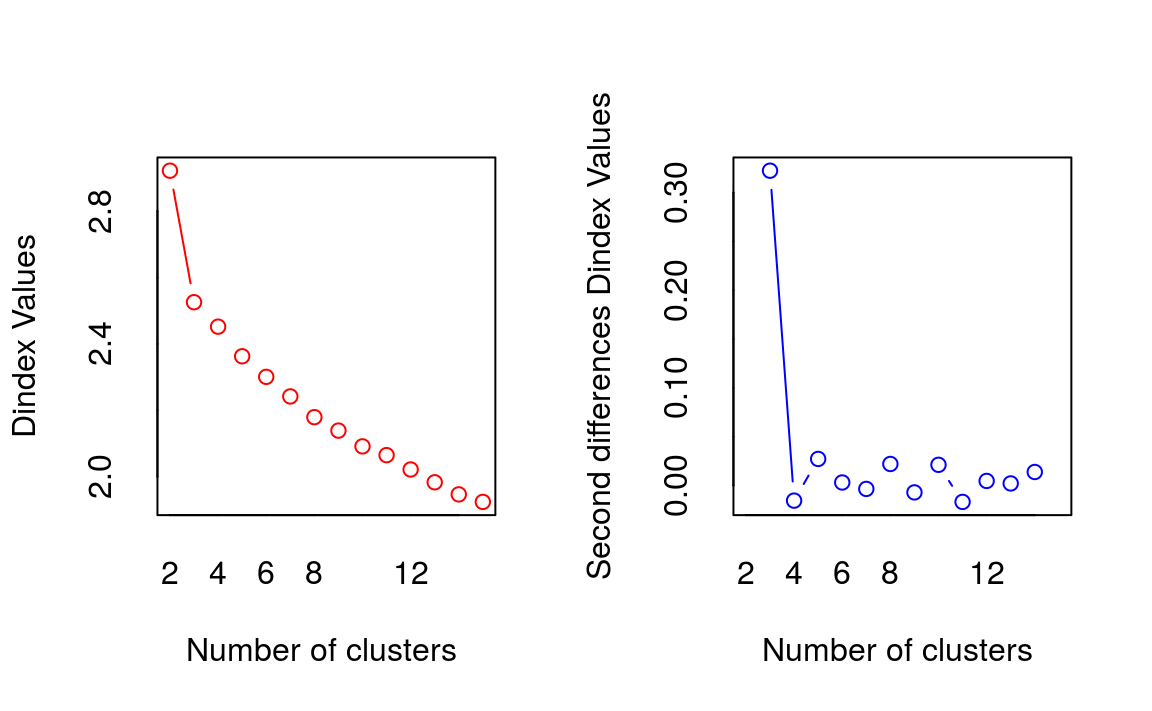 Dindex Values
2.8
2.4
2.0
2 4 6 8 12
Number of clusters
Second differences Dindex Values
0.30
0.20
0.10
0.00
2 4 6 8 12
Number of clusters